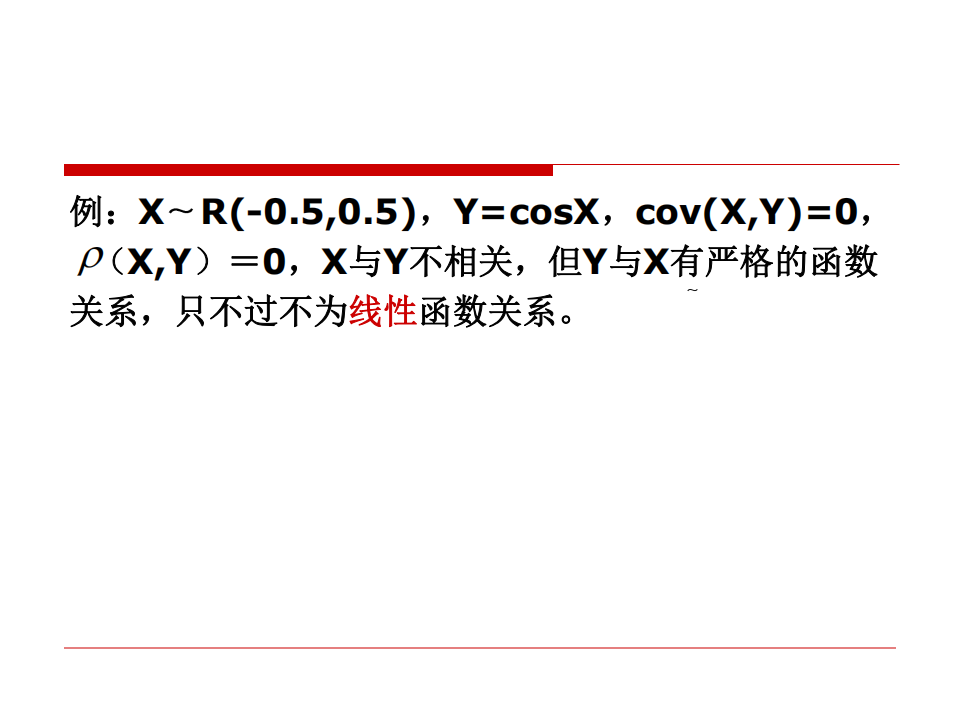 例：X～R(-0.5,0.5)，Y=cosX，cov(X,Y)=0，
ρ（X,Y）＝0，X与Y不相关，但Y与X有严格的函数
~
关系，只不过不为线性函数关系。